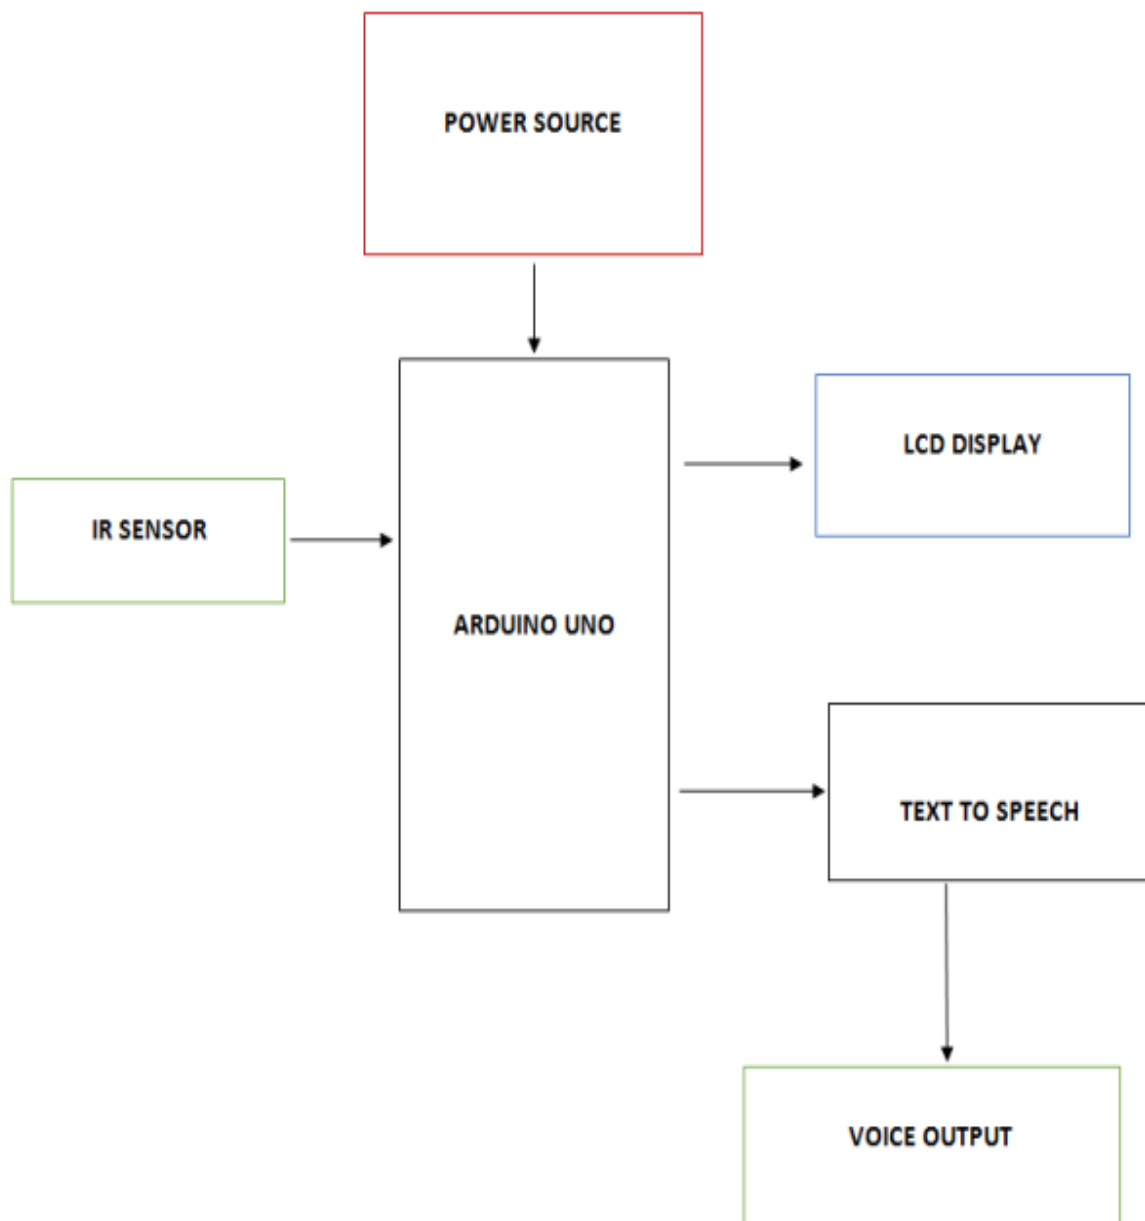 POWER SOURCE
LCD DISPLAY
IR SENSOR
ARDUINO UNO
TEXT TO SPEECH
VOICE OUTPUT